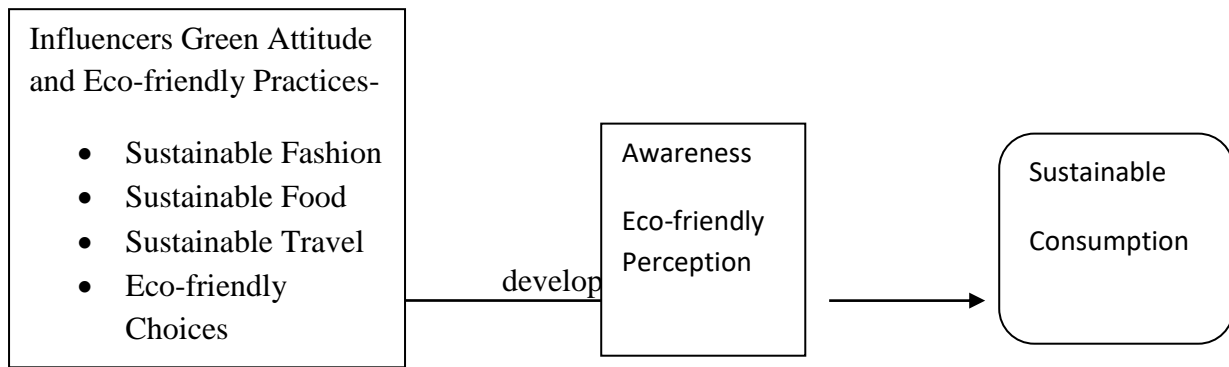 Influencers Green Attitude
and Eco-friendly Practices-
• Sustainable Fashion
• Sustainable Food
• Sustainable Travel
• Eco-friendly
Choices
develop
Awareness
Eco-friendly
Perception
Sustainable
Consumption